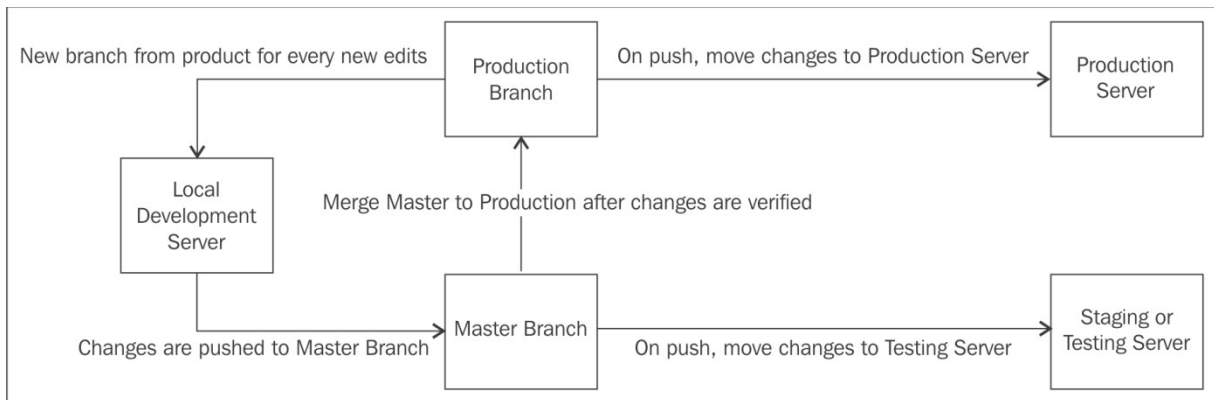 New branch from product for every new edits
Production
Branch
On push, move changes to Production Server
Production
Server
Local
Development
Server
Merge Master to Production after changes are verified
Changes are pushed to Master Branch
Master Branch
On push, move changes to Testing Server
Staging or
Testing Server